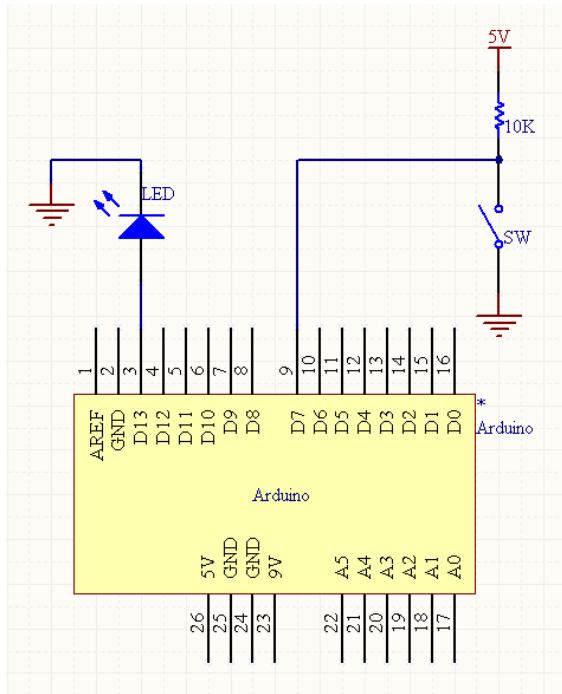 5V
10K
LED
SW
1
2
3
4
5
6
7
8
9
10
11
12
13
14
15
16
AREF
GND
D13
D12
D11
D10
D9
D8
D7
D6
D5
D4
D3
D2
D1
D0
*
Arduino
Arduino
5V
GND
GND
9V
A5
A4
A3
A2
A1
A0
26
25
24
23
22
21
20
19
18
17